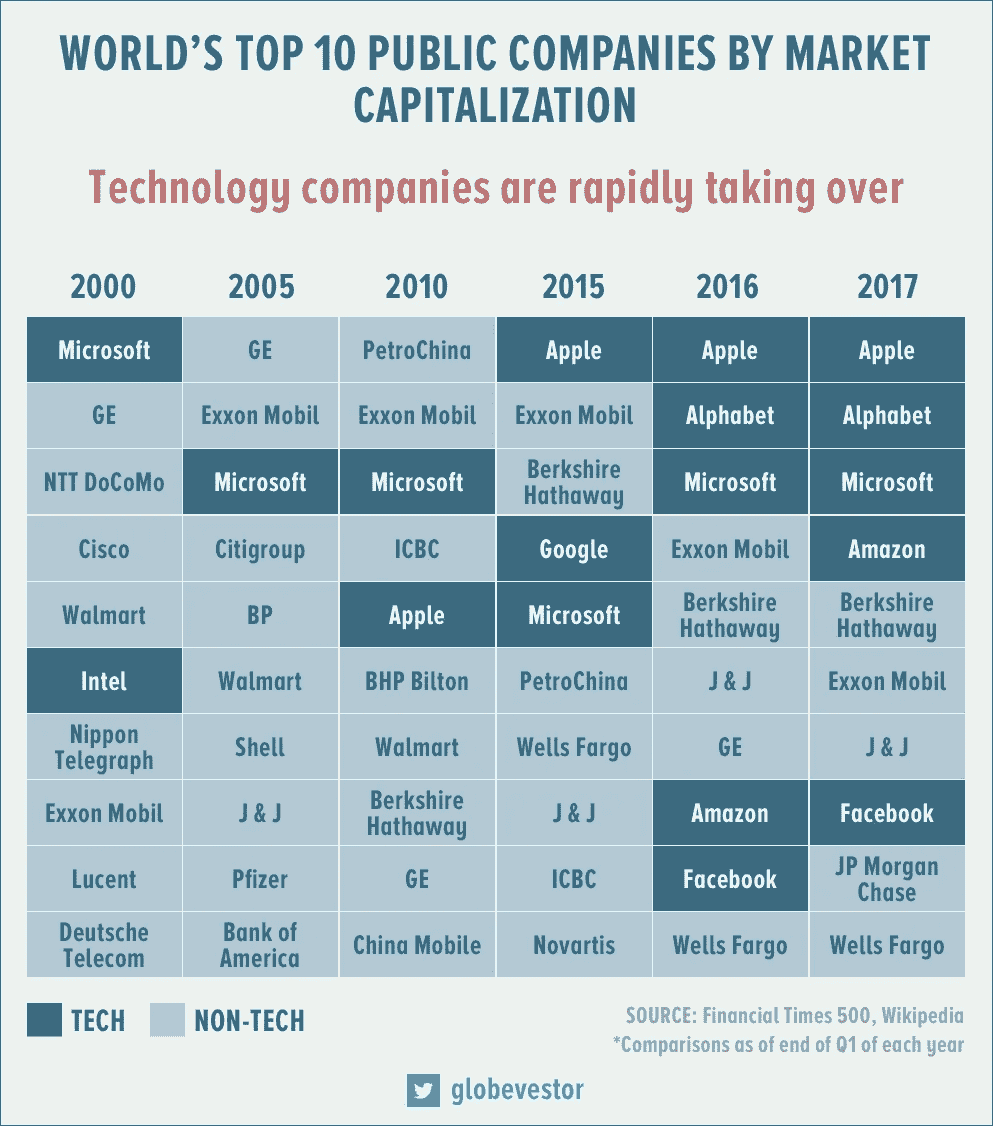 WORLD'S TOP 10 PUBLIC COMPANIES BY MARKET
CAPITALIZATION
Technology companies are rapidly taking over
2000 2005 2010 2015 2016 2017
Microsoft GE PetroChina Apple Apple Apple
GE Exxon Mobil Exxon Mobil Exxon Mobil Alphabet Alphabet
NTT DoCoMo Microsoft Microsoft Berkshire Hathaway Microsoft Microsoft
Cisco Citigroup ICBC Google Exxon Mobil Amazon
Walmart BP Apple Microsoft Berkshire Hathaway Berkshire Hathaway
Intel Walmart BHP Bilton PetroChina J & J Exxon Mobil
Nippon Telegraph Shell Walmart Wells Fargo GE J & J
Exxon Mobil J & J Berkshire Hathaway J & J Amazon Facebook
Lucent Pfizer GE ICBC Facebook JP Morgan Chase
Deutsche Telecom Bank of America China Mobile Novartis Wells Fargo Wells Fargo
TECH NON-TECH
SOURCE: Financial Times 500, Wikipedia
*Comparisons as of end of Q1 of each year
globevestor